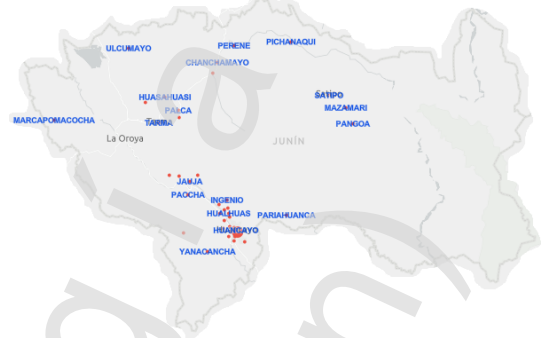 PICHANAQUI
ULCUMAYO
PERENE
CHANCHAMAYO
SATIPO
HUASAHUASI
MAZAMARI
PALCA
MARCAPOMACOCHA
TARMA
PANGOA
La Oroya
JUNÍN
JAUJA
PACCHA
INGENIO
HUALHUAS
PARIAHUANCA
HUANCAYO
YANACANCHA